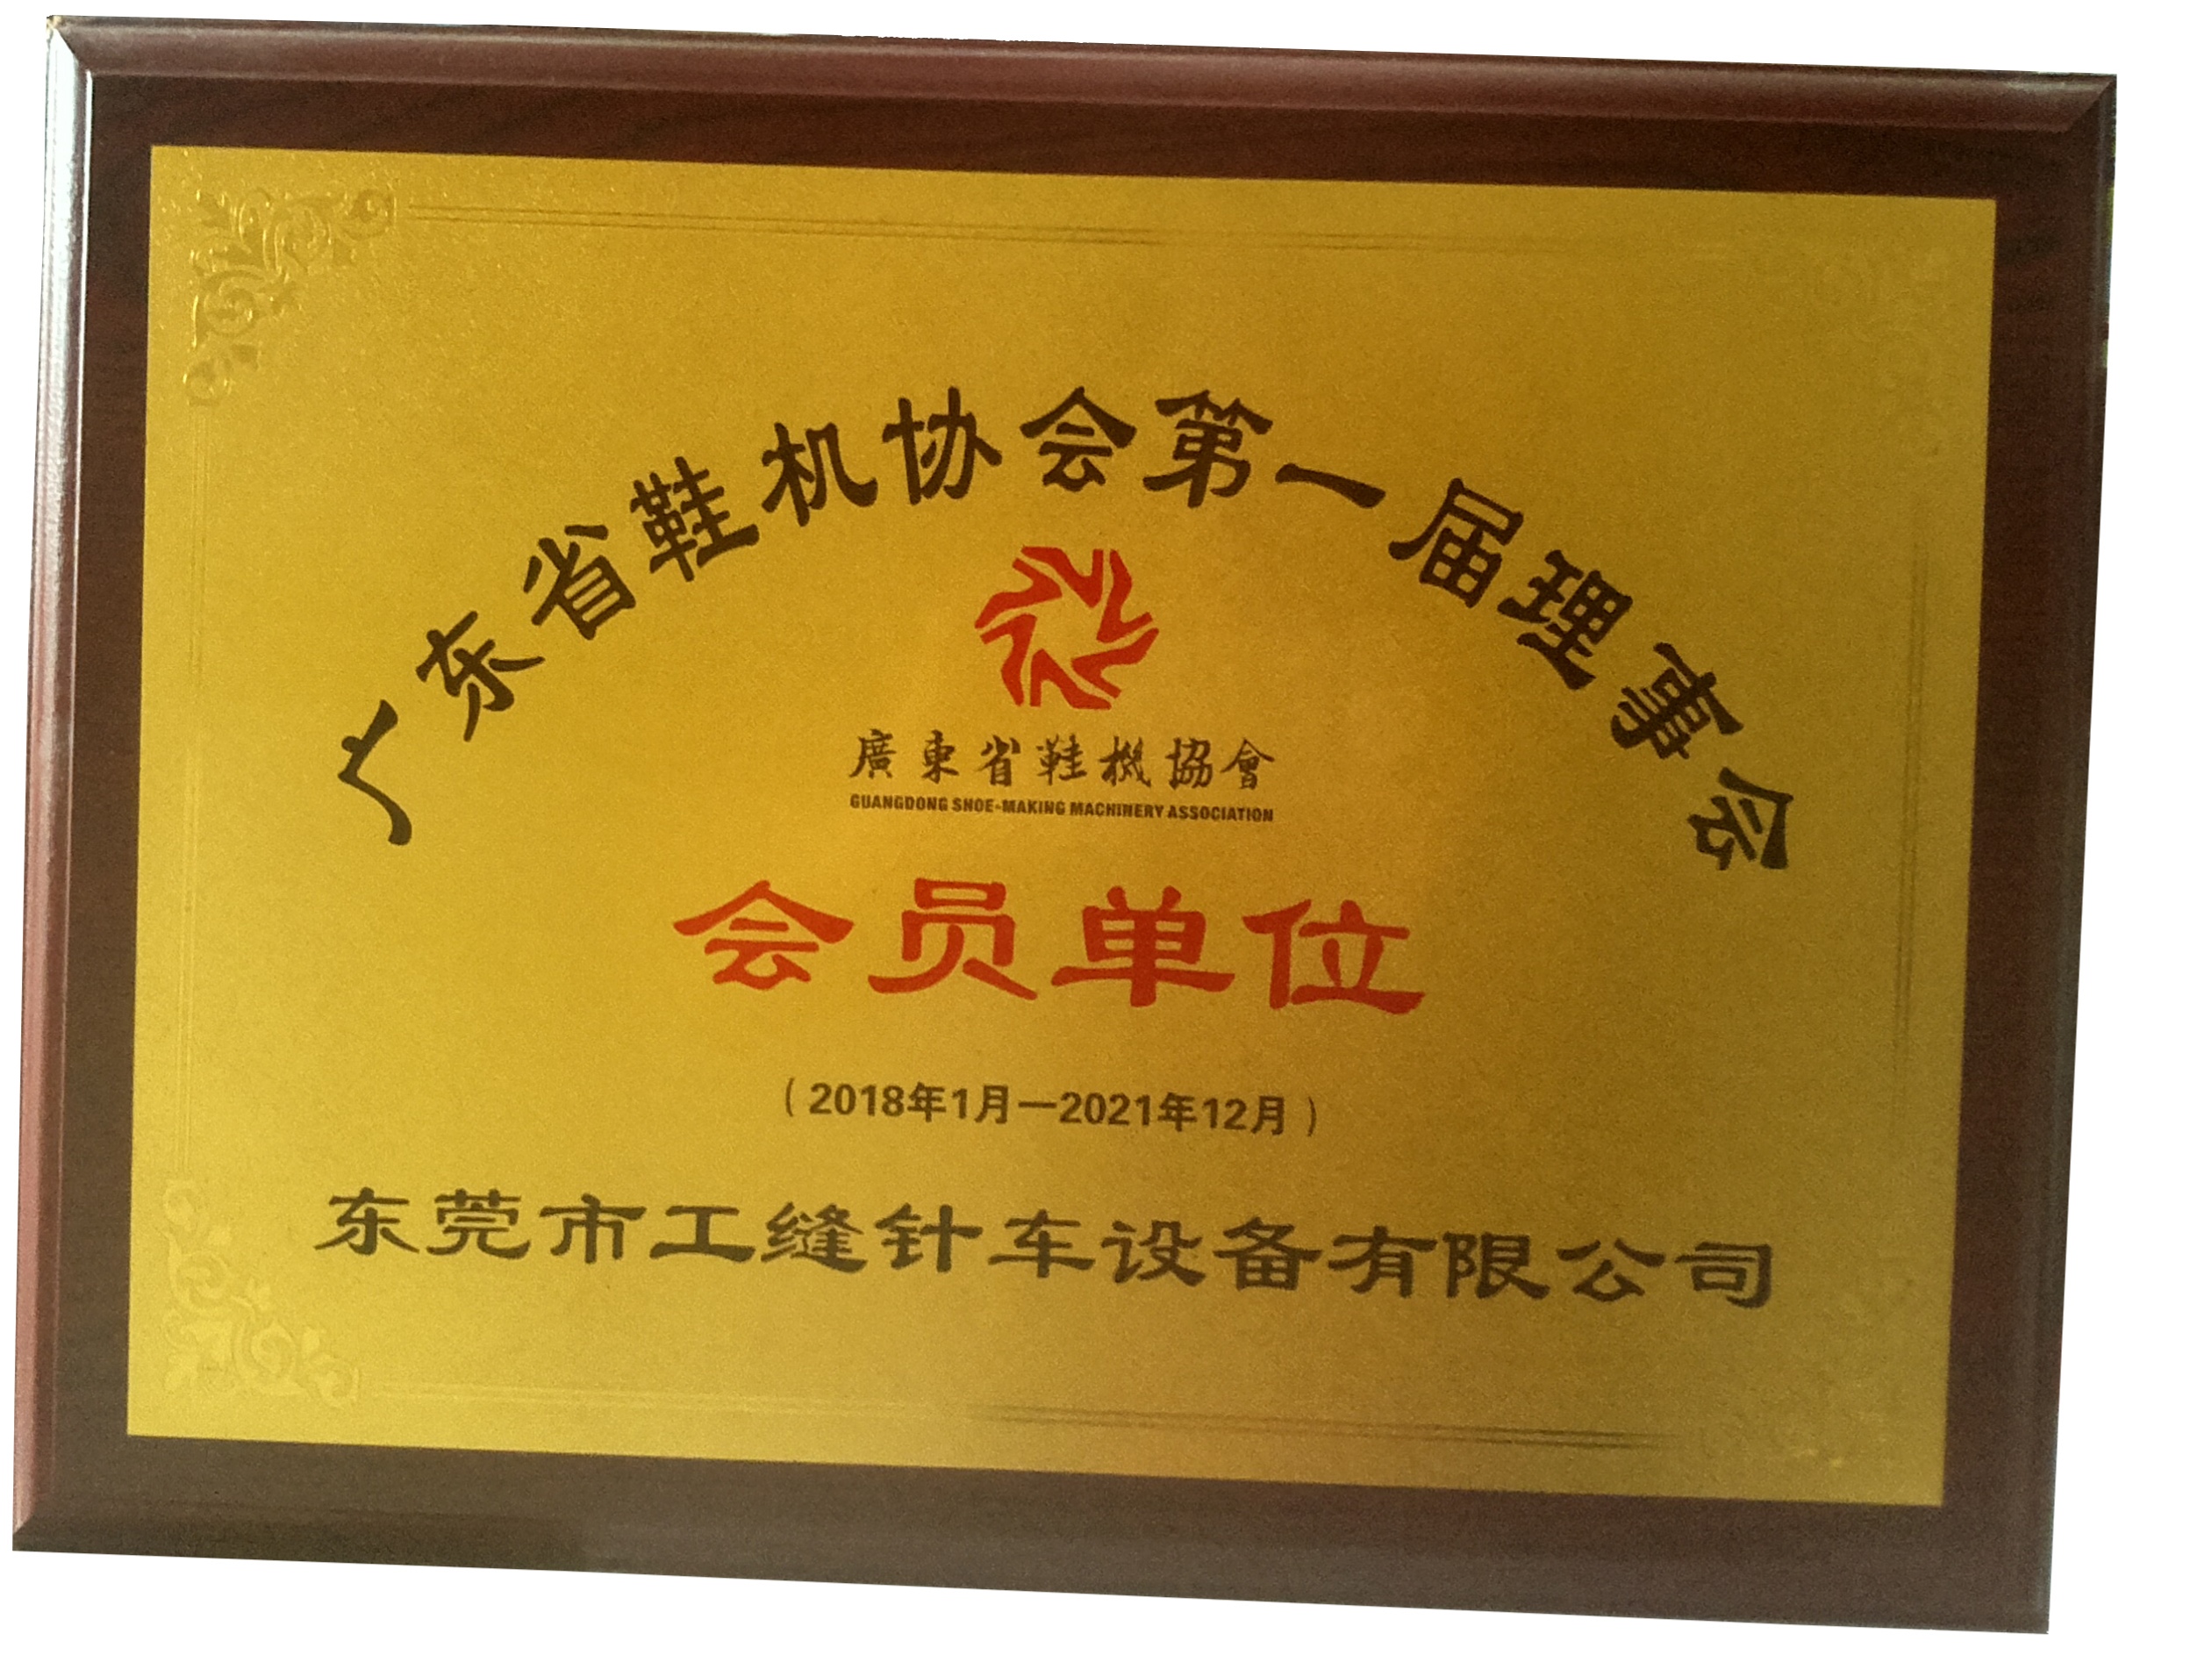 广东省鞋机协会第一届理事会
廣東省鞋機協會
GUANGDONG SHOE-MAKING MACHINERY ASSOCIATION
会员单位
（2018年1月—2021年12月）
东莞市工缝针车设备有限公司